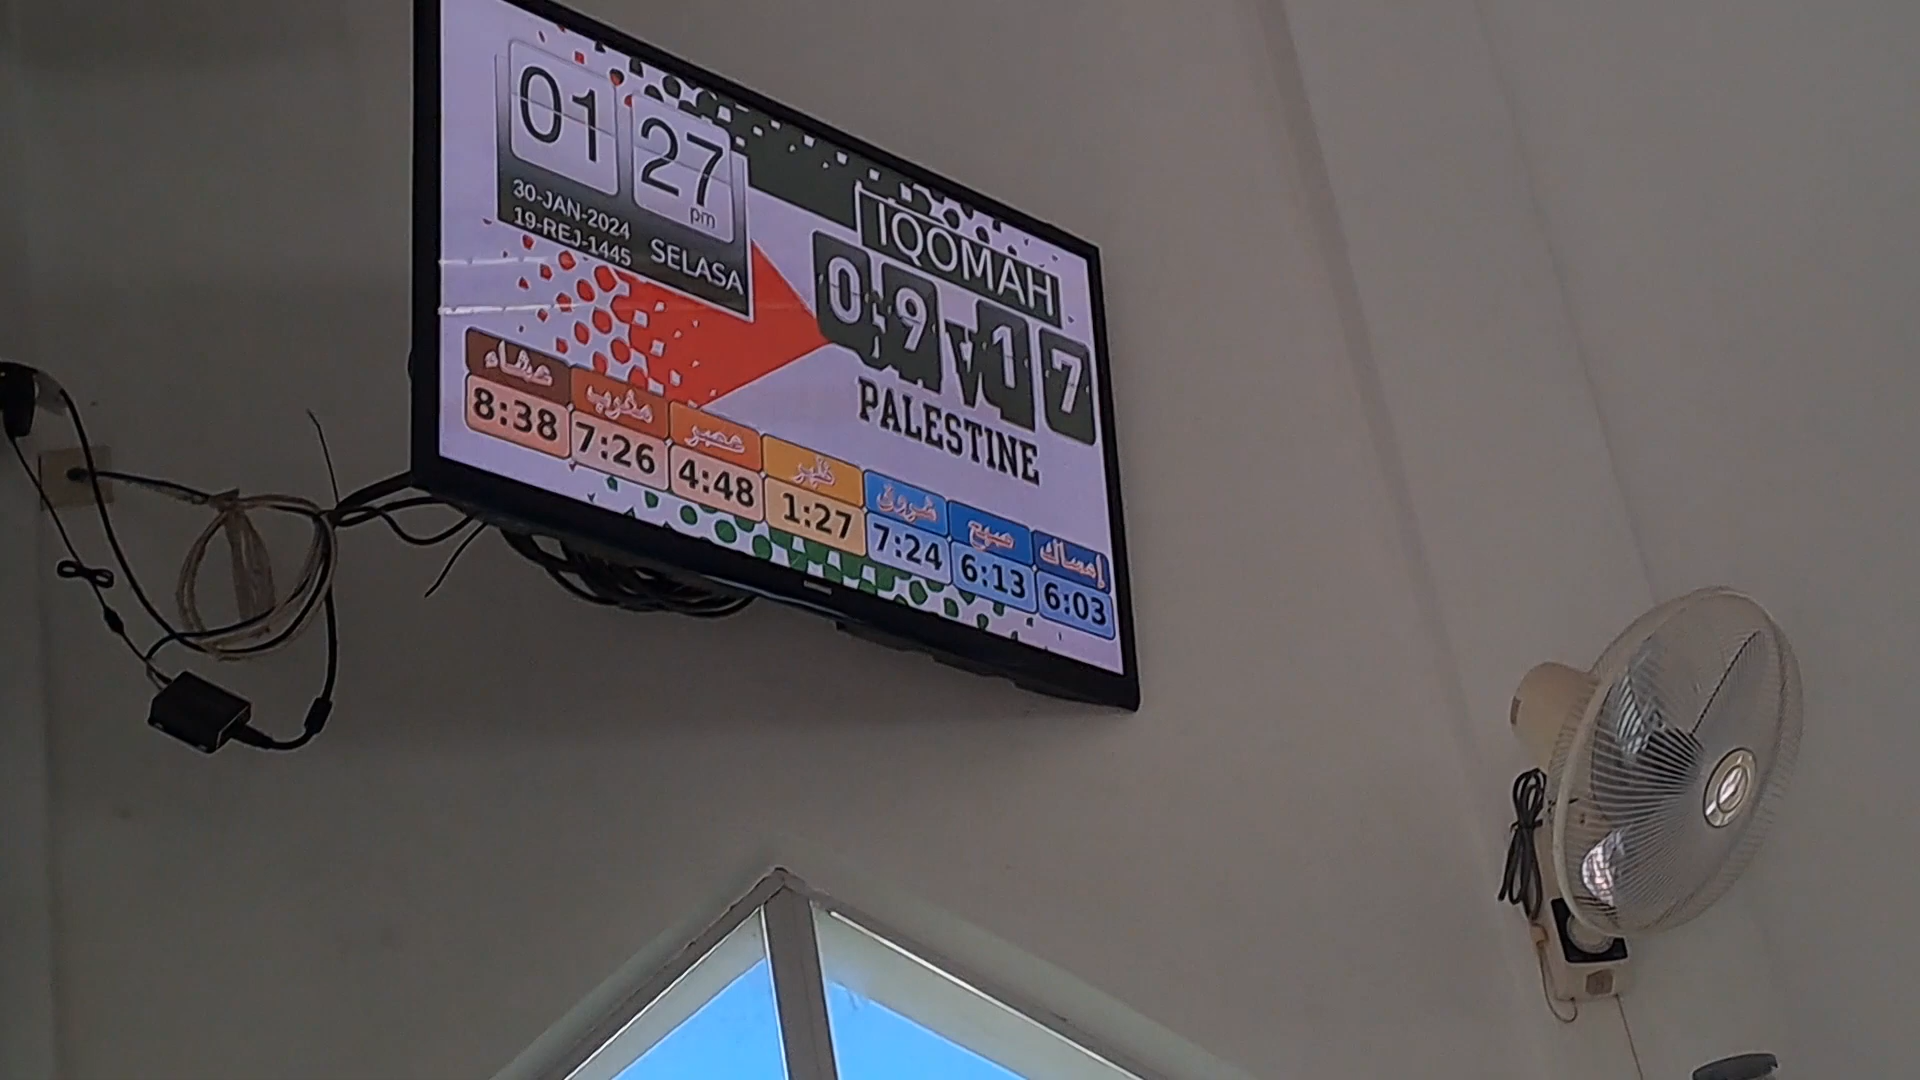 01 27
pm
30-JAN-2024
19-REJ-1445
SELASA
IQOMAH
09 17
PALESTINE
عشاء مغرب عصر ظهر شروق صبح إمساك
8:38 7:26 4:48 1:27 7:24 6:13 6:03